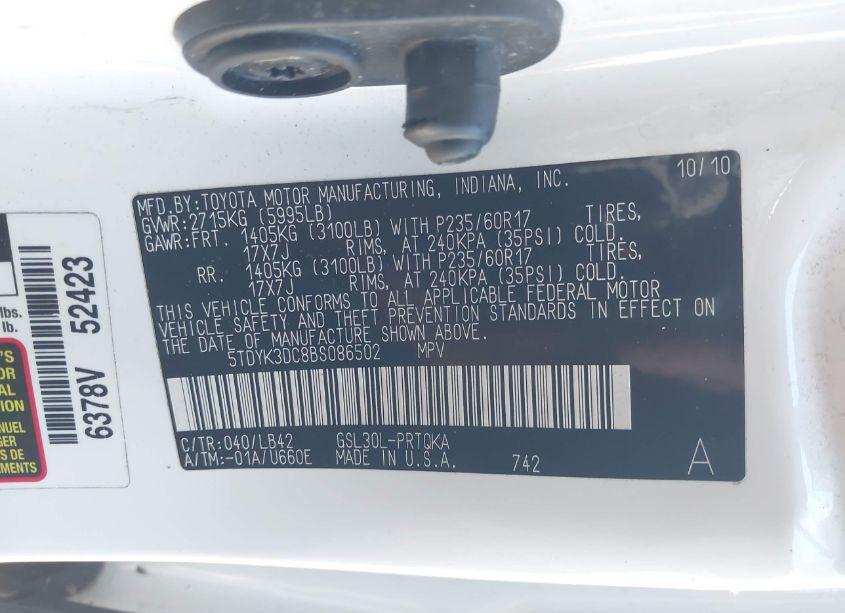 MFD.BY:TOYOTA MOTOR MANUFACTURING, INDIANA, INC. 10/10
GVWR:2715KG (5995LB)
GAWR:FRT. 1405KG (3100LB) WITH P235/60R17 TIRES,
17X7J RIMS, AT 240KPA (35PSI) COLD.
RR. 1405KG (3100LB) WITH P235/60R17 TIRES,
17X7J RIMS, AT 240KPA (35PSI) COLD.
THIS VEHICLE CONFORMS TO ALL APPLICABLE FEDERAL MOTOR
VEHICLE SAFETY AND THEFT PREVENTION STANDARDS IN EFFECT ON
THE DATE OF MANUFACTURE SHOWN ABOVE.
5TDYK3DC8BS086502 MPV
C/TR:040/LB42 GSL30L-PRTQKA
A/TM:-01A/U660E MADE IN U.S.A. 742 A
6378V 52423
lbs.
lb.